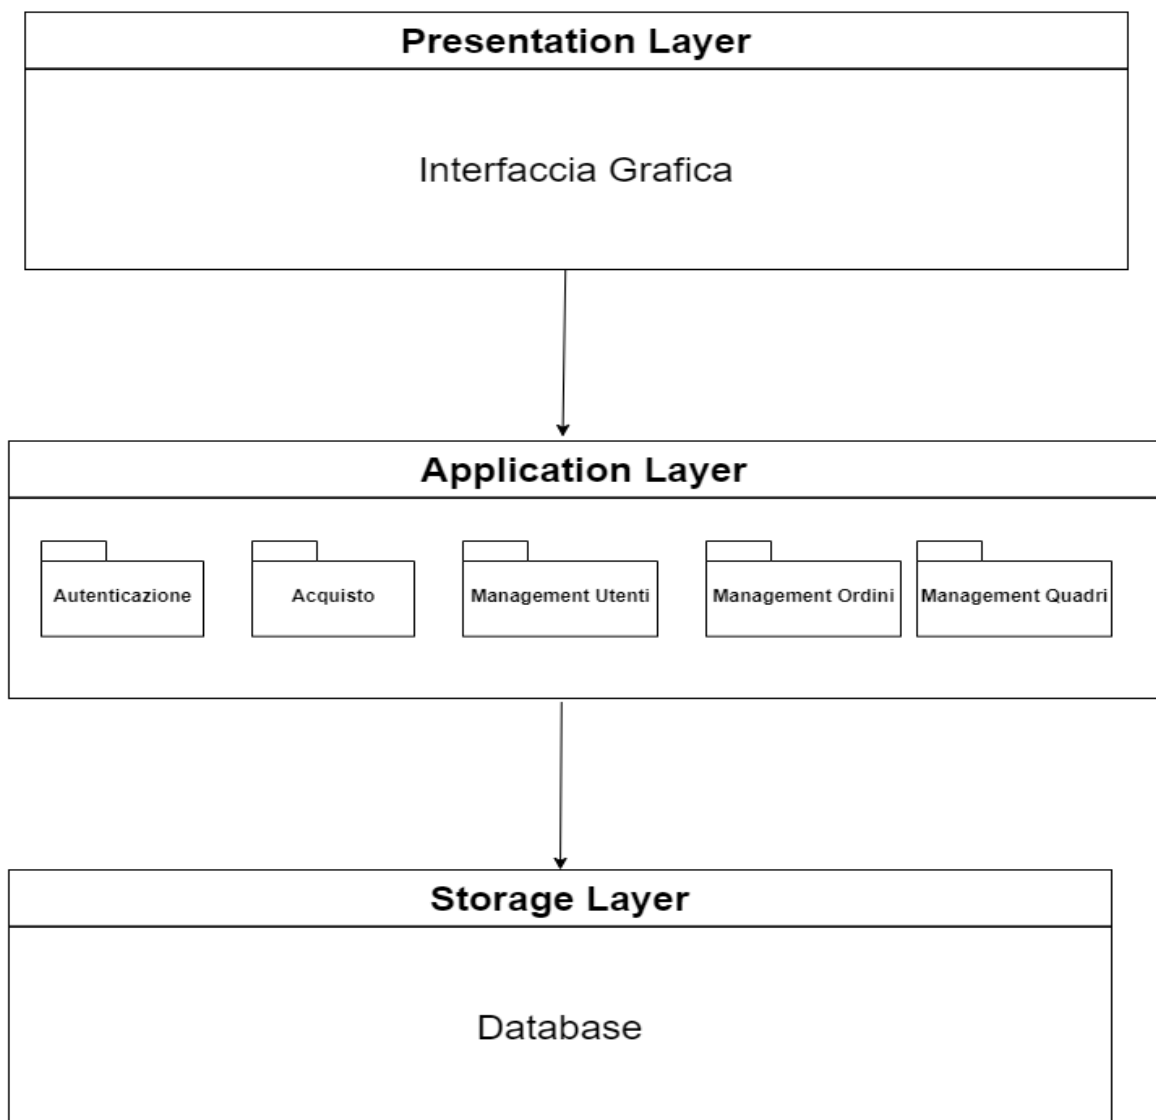 Presentation Layer
Interfaccia Grafica
Application Layer
Autenticazione
Acquisto
Management Utenti
Management Ordini
Management Quadri
Storage Layer
Database